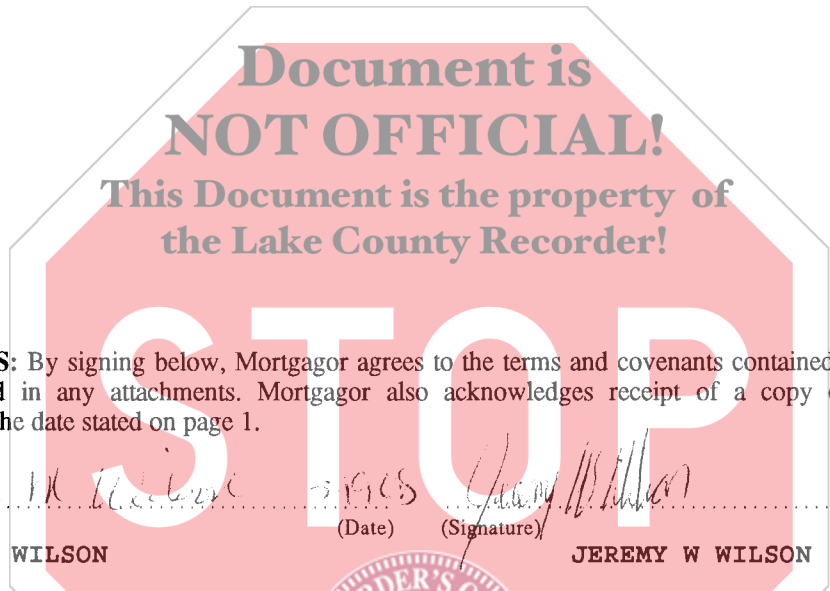 Document is
NOT OFFICIAL!
This Document is the property of
the Lake County Recorder!
STOP
S: By signing below, Mortgagor agrees to the terms and covenants contained
in any attachments. Mortgagor also acknowledges receipt of a copy
he date stated on page 1.
(Date) (Signature)
WILSON JEREMY W WILSON
DER'S